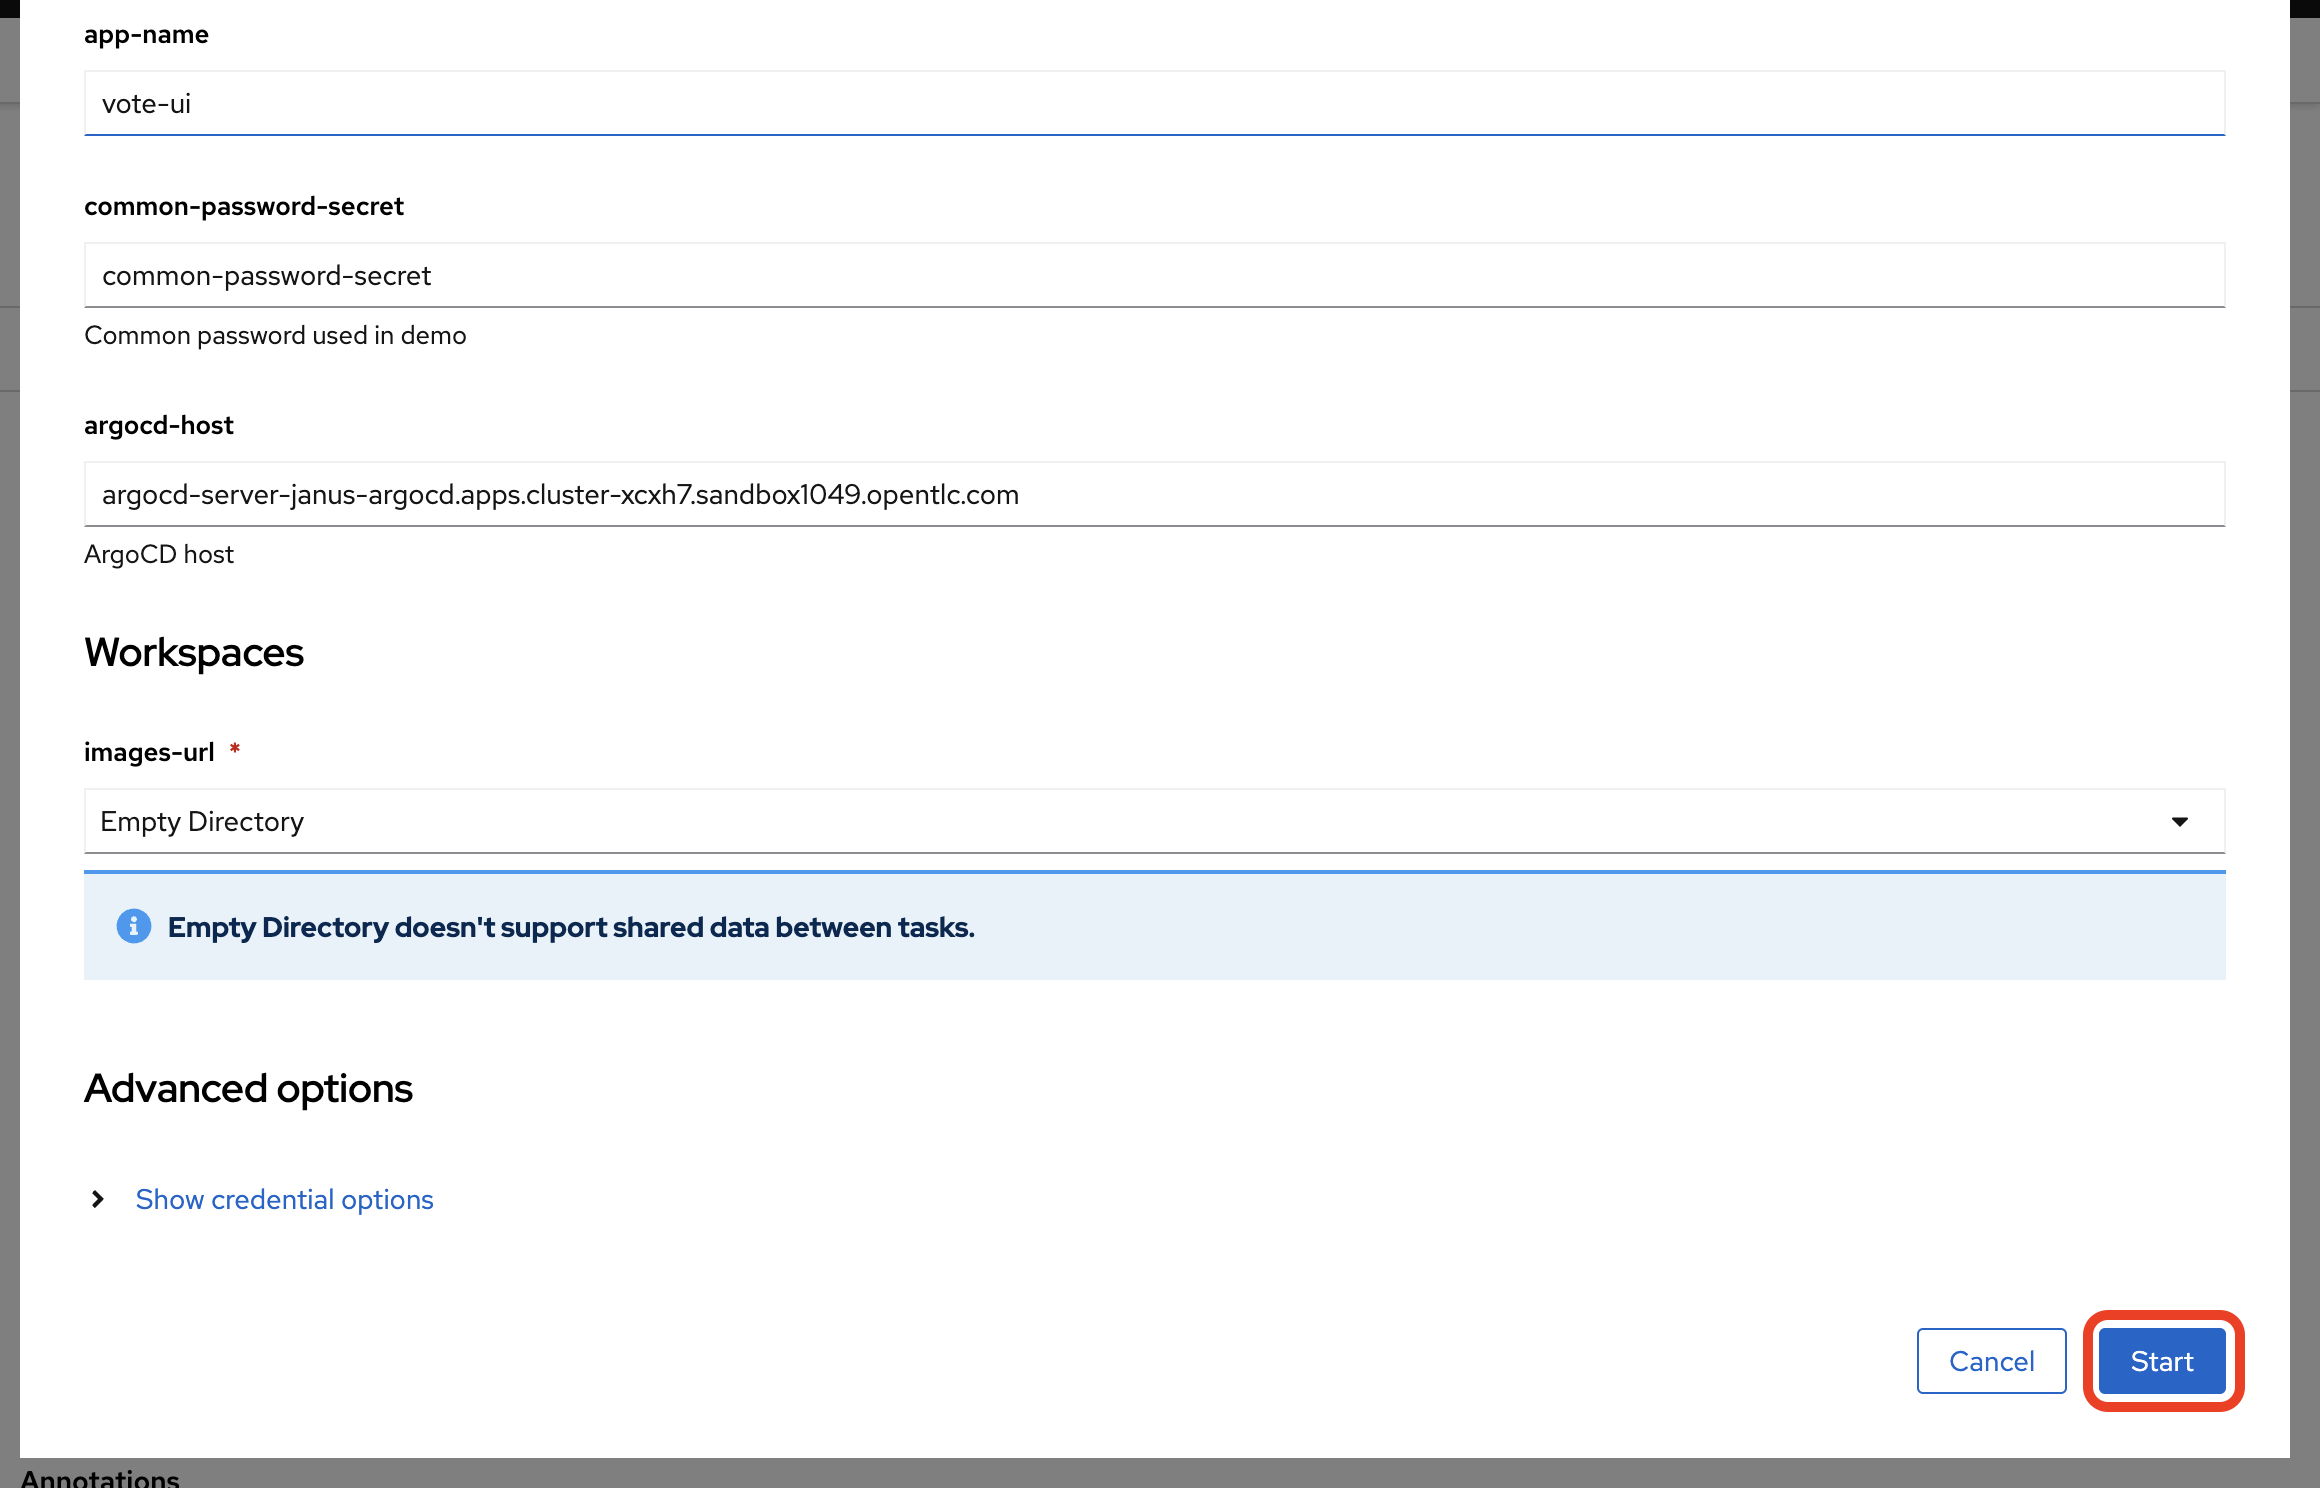 app-name
vote-ui
common-password-secret
common-password-secret
Common password used in demo
argocd-host
argocd-server-janus-argocd.apps.cluster-xcxh7.sandbox1049.opentlc.com
ArgoCD host
Workspaces
images-url *
Empty Directory
Empty Directory doesn't support shared data between tasks.
Advanced options
Show credential options
Cancel
Start
Annotations